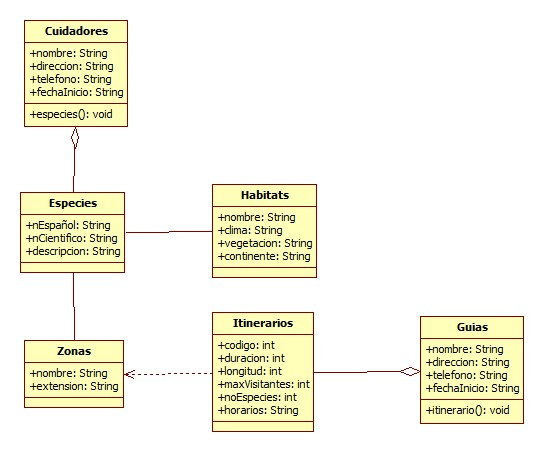 Cuidadores
+nombre: String
+direccion: String
+telefono: String
+fechaInicio: String
+especies(): void
Especies
+nEspañol: String
+nCientifico: String
+descripcion: String
Habitats
+nombre: String
+clima: String
+vegetacion: String
+continente: String
Zonas
+nombre: String
+extension: String
Itinerarios
+codigo: int
+duracion: int
+longitud: int
+maxVisitantes: int
+noEspecies: int
+horarios: String
Guias
+nombre: String
+direccion: String
+telefono: String
+fechaInicio: String
+itinerario(): void